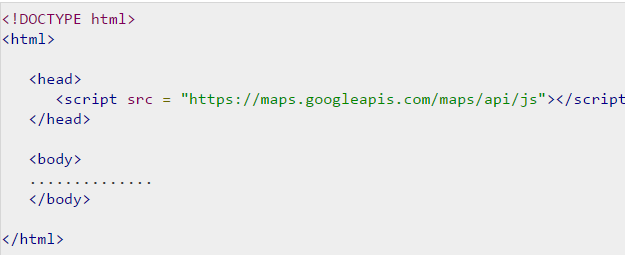 <!DOCTYPE html>
<html>
<head>
<script src = "https://maps.googleapis.com/maps/api/js"></script
</head>
<body>
..............
</body>
</html>